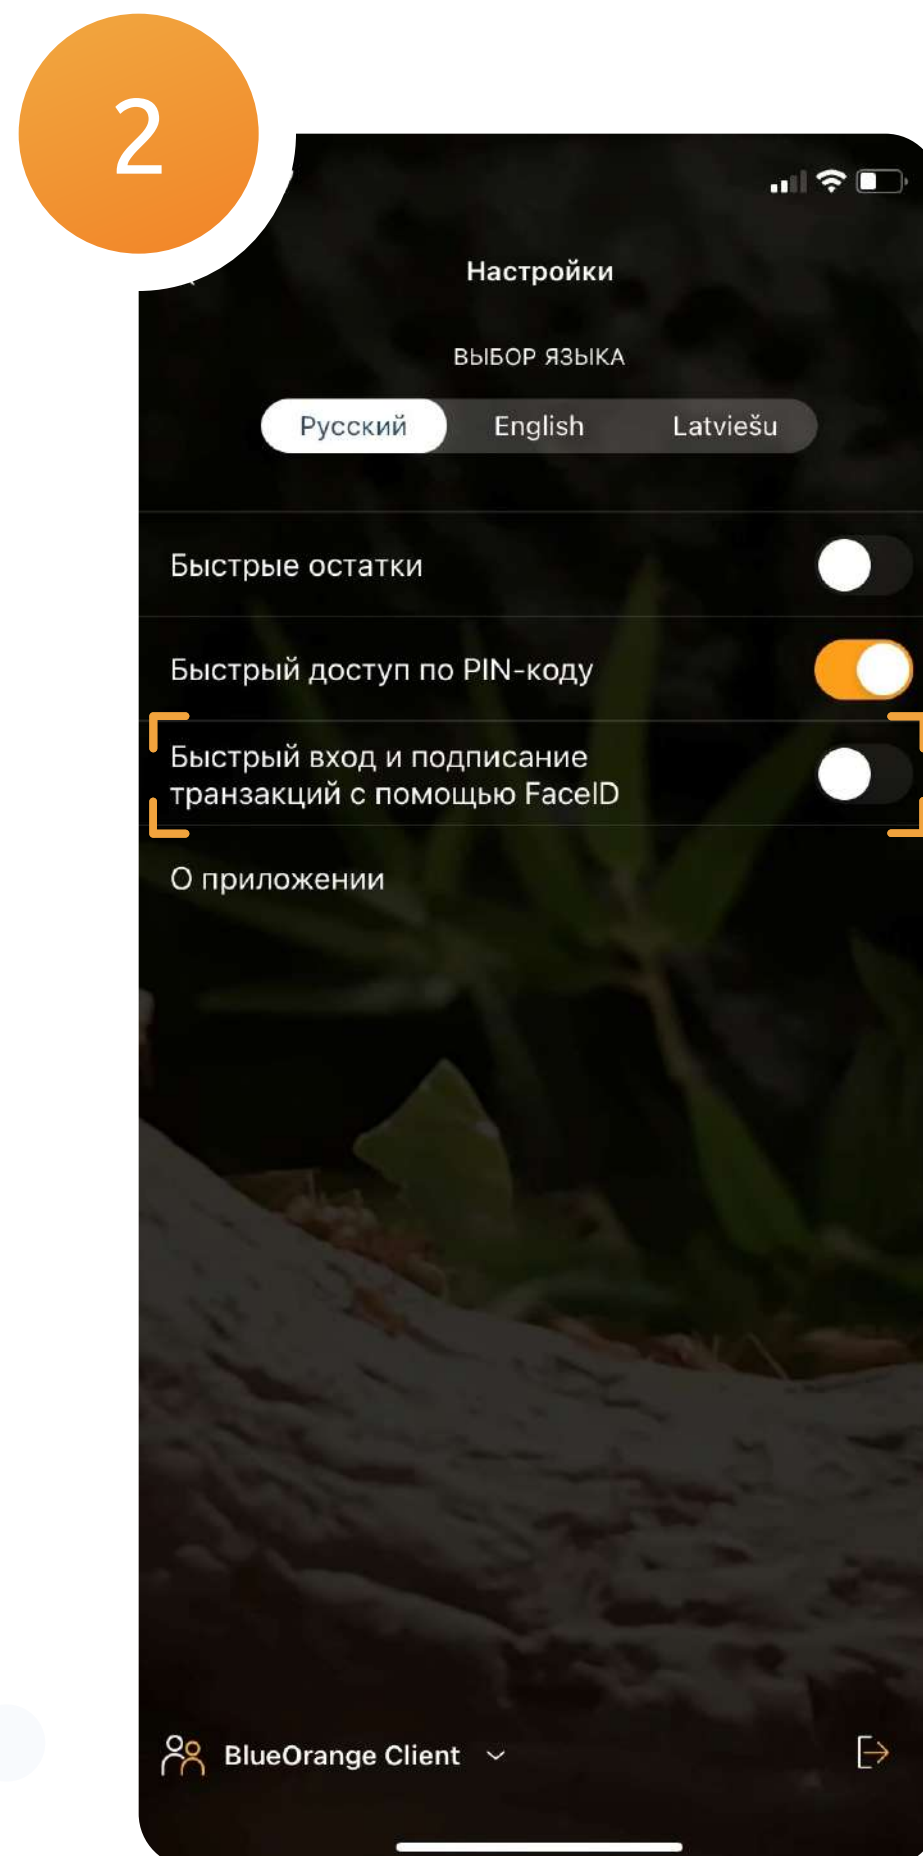 2
Настройки
ВЫБОР ЯЗЫКА
Русский English Latviešu
Быстрые остатки
Быстрый доступ по PIN-коду
Быстрый вход и подписание
транзакций с помощью FaceID
О приложении
BlueOrange Client